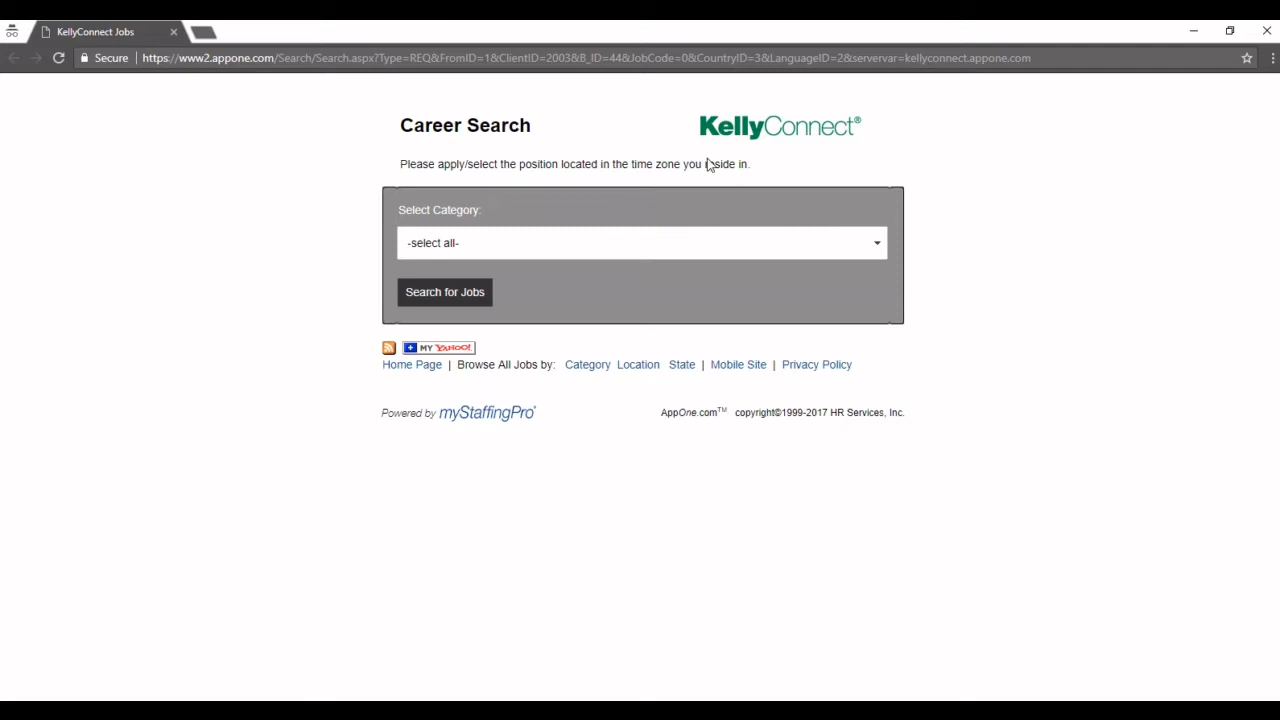 KellyConnect Jobs
Secure https://www2.appone.com/Search/Search.aspx?Type=REQ&FromID=1&ClientID=2003&B_ID=44&JobCode=0&CountryID=3&LanguageID=2&servervar=kellyconnect.appone.com
Career Search
KellyConnect®
Please apply/select the position located in the time zone you in.
Select Category:
-select all-
Search for Jobs
MY YAHOO!
Home Page | Browse All Jobs by: Category Location State | Mobile Site | Privacy Policy
Powered by myStaffingPro®
AppOne.com™ copyright©1999-2017 HR Services, Inc.